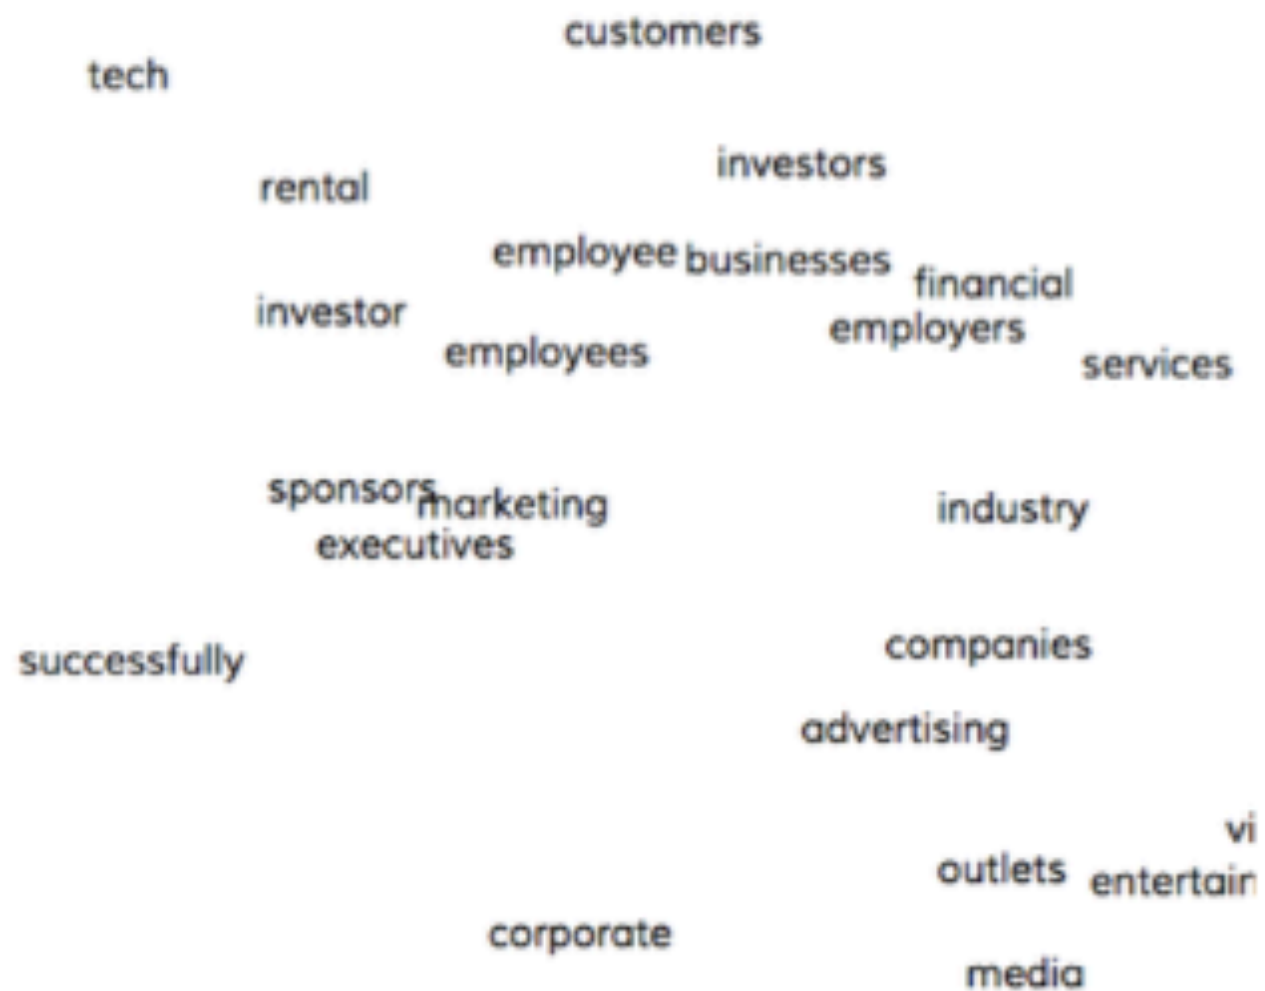 customers
tech
investors
rental
employee businesses
financial
investor
employers
employees
services
sponsors
marketing
industry
executives
companies
successfully
advertising
vi
outlets entertain
corporate
media